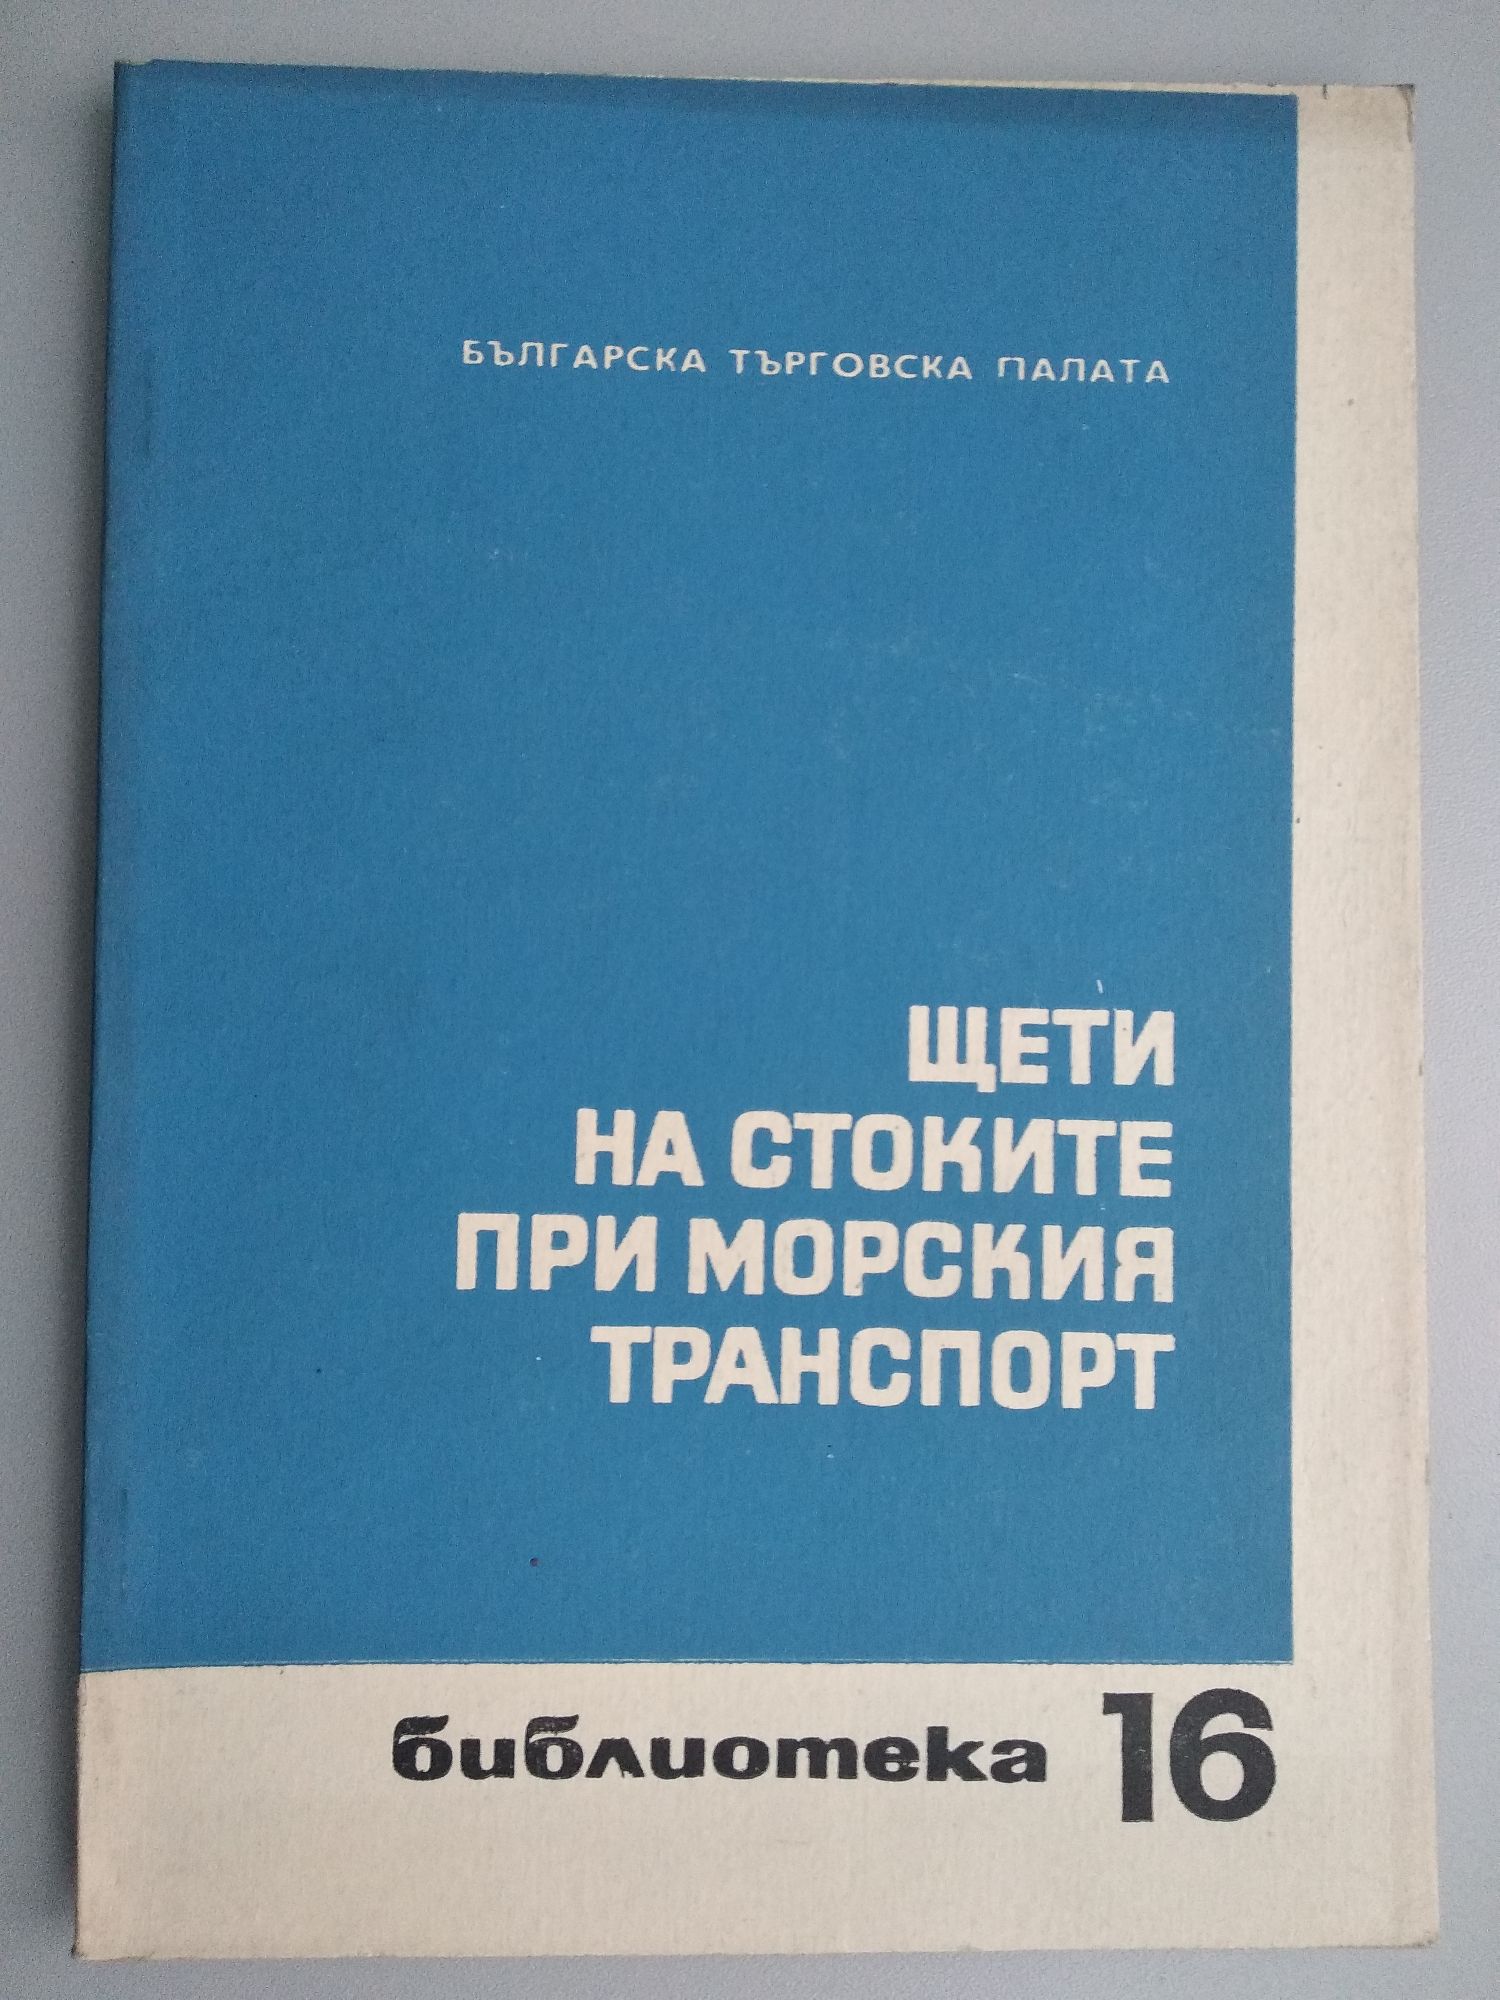 БЪЛГАРСКА ТЪРГОВСКА ПАЛАТА
ЩЕТИ
НА СТОКИТЕ
ПРИ МОРСКИЯ
ТРАНСПОРТ
библиотека 16